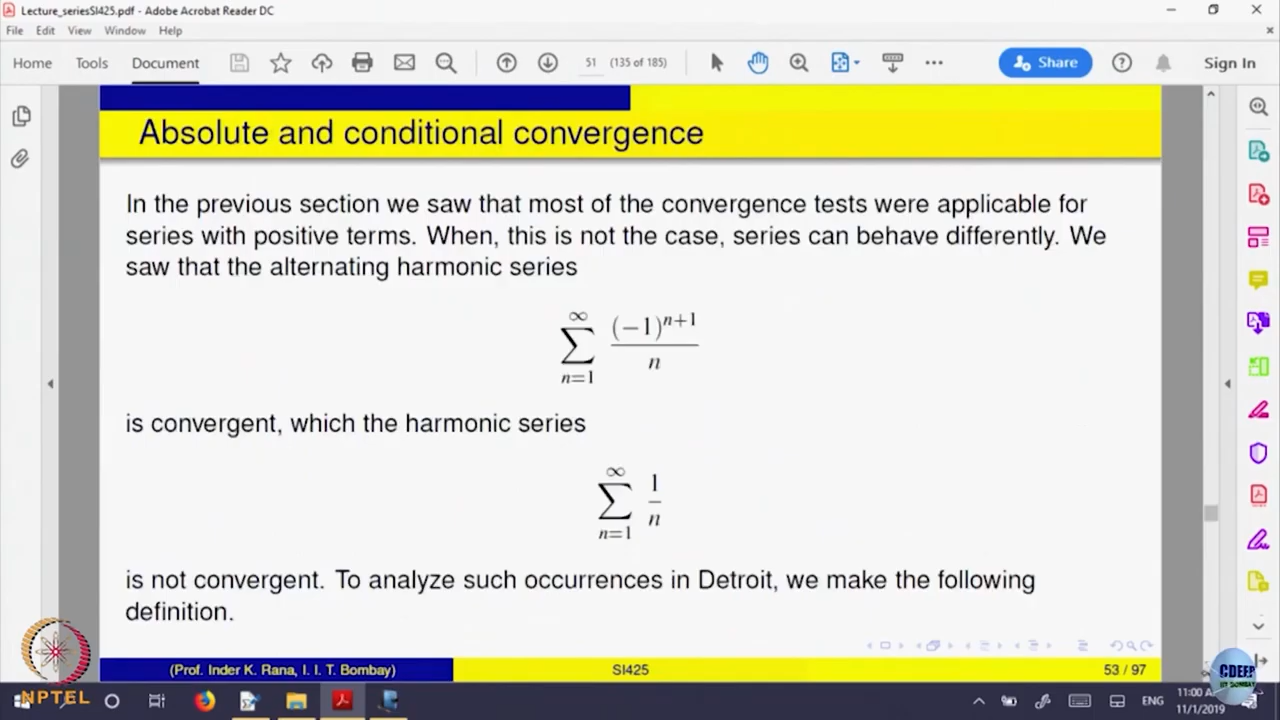 Lecture_seriesSI425.pdf - Adobe Acrobat Reader DC
File Edit View Window Help
Home Tools Document 51 (135 of 185) Share Sign In
Absolute and conditional convergence
In the previous section we saw that most of the convergence tests were applicable for
series with positive terms. When, this is not the case, series can behave differently. We
saw that the alternating harmonic series
∞
∑ (−1)^{n+1}
n=1 n
is convergent, which the harmonic series
∞
∑ 1
n=1 n
is not convergent. To analyze such occurrences in Detroit, we make the following
definition.
(Prof. Inder K. Rana, I. I. T. Bombay) SI425 53 / 97
NPTEL
CDEEP
IIT BOMBAY
ENG
11:00 A
11/1/2019